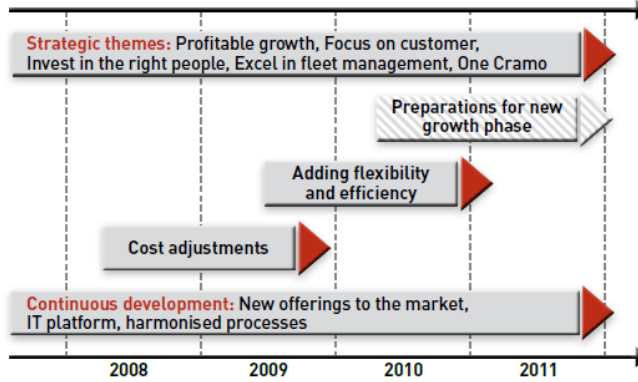 Strategic themes: Profitable growth, Focus on customer,
Invest in the right people, Excel in fleet management, One Cramo
Preparations for new
growth phase
Adding flexibility
and efficiency
Cost adjustments
Continuous development: New offerings to the market,
IT platform, harmonised processes
2008 2009 2010 2011